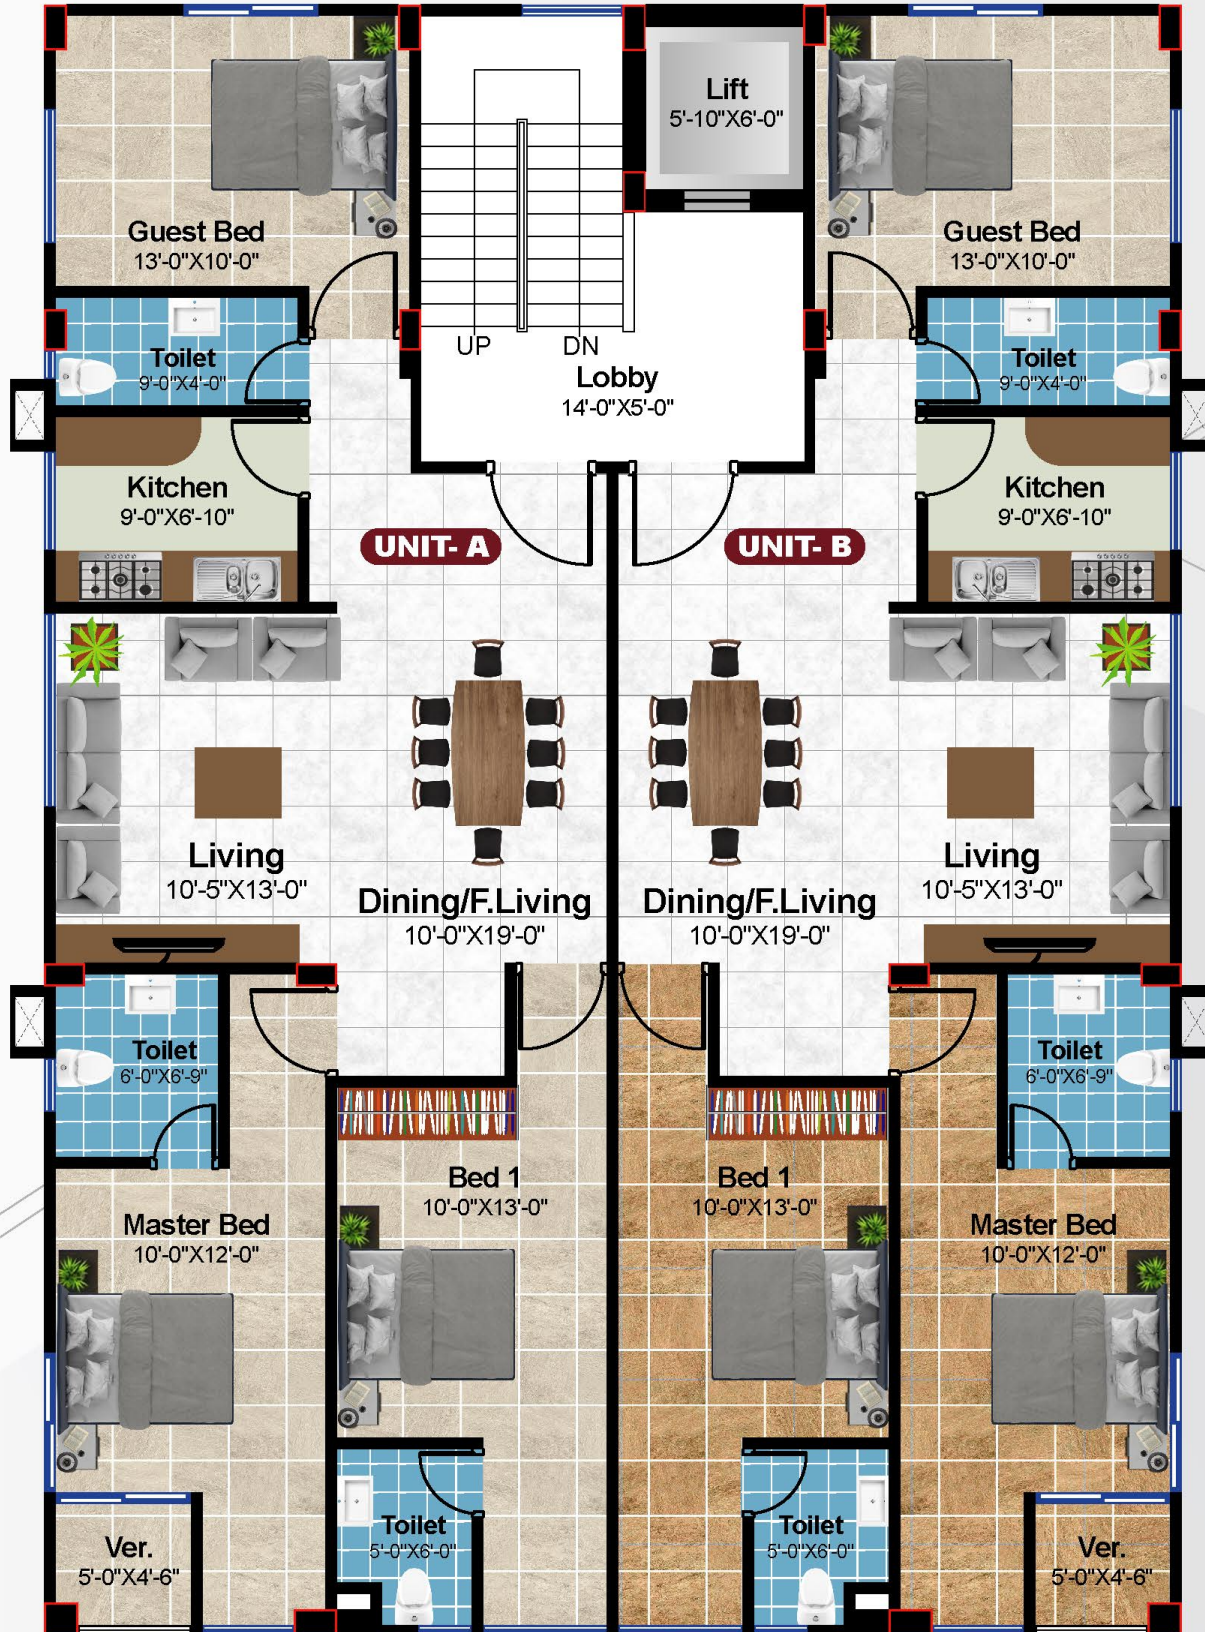 Lift
5'-10"X6'-0"
Guest Bed
13'-0"X10'-0"
Guest Bed
13'-0"X10'-0"
UP
DN
Toilet
9'-0"X4'-0"
Lobby
14'-0"X5'-0"
Toilet
9'-0"X4'-0"
Kitchen
9'-0"X6'-10"
Kitchen
9'-0"X6'-10"
UNIT- A
UNIT- B
Living
10'-5"X13'-0"
Living
10'-5"X13'-0"
Dining/F.Living
10'-0"X19'-0"
Dining/F.Living
10'-0"X19'-0"
Toilet
6'-0"X6'-9"
Toilet
6'-0"X6'-9"
Bed 1
10'-0"X13'-0"
Bed 1
10'-0"X13'-0"
Master Bed
10'-0"X12'-0"
Master Bed
10'-0"X12'-0"
Toilet
5'-0"X6'-0"
Toilet
5'-0"X6'-0"
Ver.
5'-0"X4'-6"
Ver.
5'-0"X4'-6"